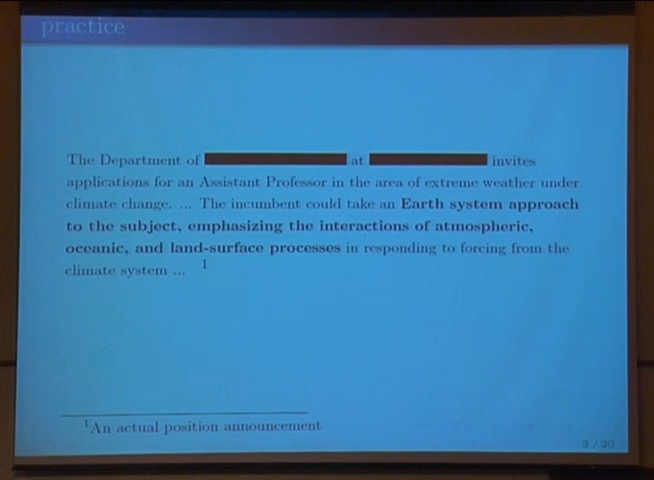 practice
The Department of at invites
applications for an Assistant Professor in the area of extreme weather under
climate change. ... The incumbent could take an Earth system approach
to the subject, emphasizing the interactions of atmospheric,
oceanic, and land-surface processes in responding to forcing from the
climate system ... 1
1An actual position announcement
3 / 20